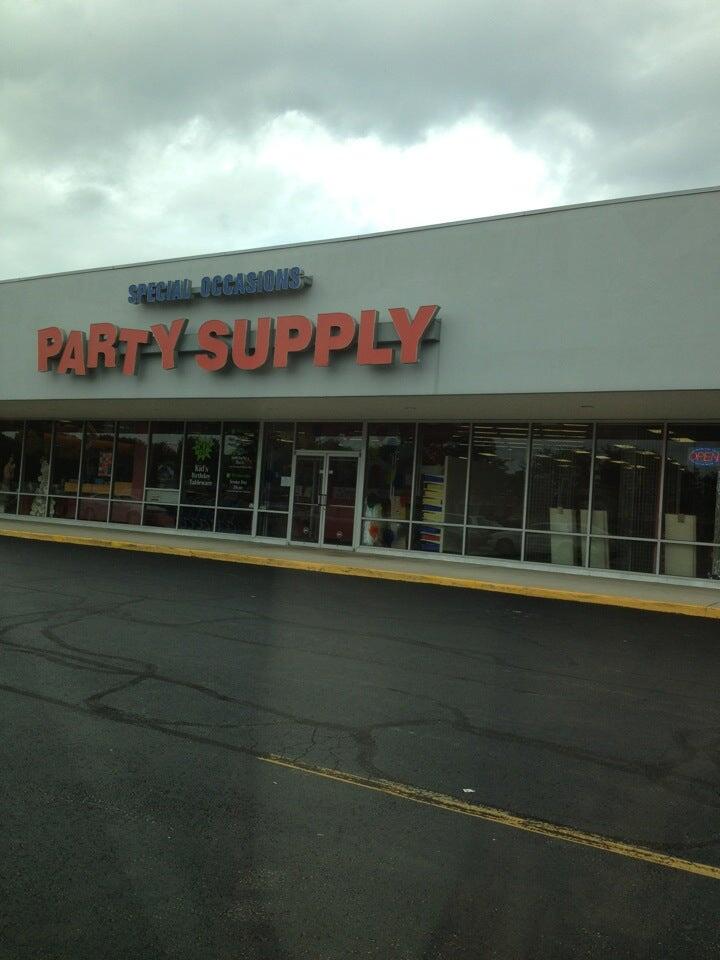 SPECIAL OCCASIONS
PARTY SUPPLY
Kid's
Birthday
Tableware
OPEN